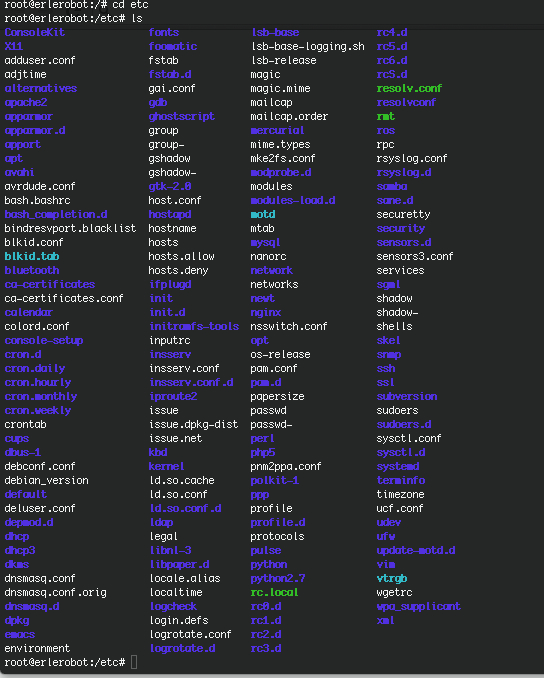 root@erlerobot:/# cd etc
root@erlerobot:/etc# ls
ConsoleKit fonts lsb-base rc4.d
X11 foomatic lsb-base-logging.sh rc5.d
adduser.conf fstab lsb-release rc6.d
adjtime fstab.d magic rcS.d
alternatives gai.conf magic.mime resolv.conf
apache2 gdb mailcap resolvconf
apparmor ghostscript mailcap.order rmt
apparmor.d group mercurial ros
apport group- mime.types rpc
apt gshadow mke2fs.conf rsyslog.conf
avahi gshadow- modprobe.d rsyslog.d
avrdude.conf gtk-2.0 modules samba
bash.bashrc host.conf modules-load.d sane.d
bash_completion.d hostapd motd securetty
bindresvport.blacklist hostname mtab security
blkid.conf hosts mysql sensors.d
blkid.tab hosts.allow nanorc sensors3.conf
bluetooth hosts.deny network services
ca-certificates ifplugd networks sgml
ca-certificates.conf init newt shadow
calendar init.d nginx shadow-
colord.conf initramfs-tools nsswitch.conf shells
console-setup inputrc opt skel
cron.d insserv os-release snmp
cron.daily insserv.conf pam.conf ssh
cron.hourly insserv.conf.d pam.d ssl
cron.monthly iproute2 papersize subversion
cron.weekly issue passwd sudoers
crontab issue.dpkg-dist passwd- sudoers.d
cups issue.net perl sysctl.conf
dbus-1 kbd php5 sysctl.d
debconf.conf kernel pnm2ppa.conf systemd
debian_version ld.so.cache polkit-1 terminfo
default ld.so.conf ppp timezone
deluser.conf ld.so.conf.d profile ucf.conf
depmod.d ldap profile.d udev
dhcp legal protocols ufw
dhcp3 libnl-3 pulse update-motd.d
dkms libpaper.d python vim
dnsmasq.conf locale.alias python2.7 vtrgb
dnsmasq.conf.orig localtime rc.local wgetrc
dnsmasq.d logcheck rc0.d wpa_supplicant
dpkg login.defs rc1.d xml
emacs logrotate.conf rc2.d
environment logrotate.d rc3.d
root@erlerobot:/etc#